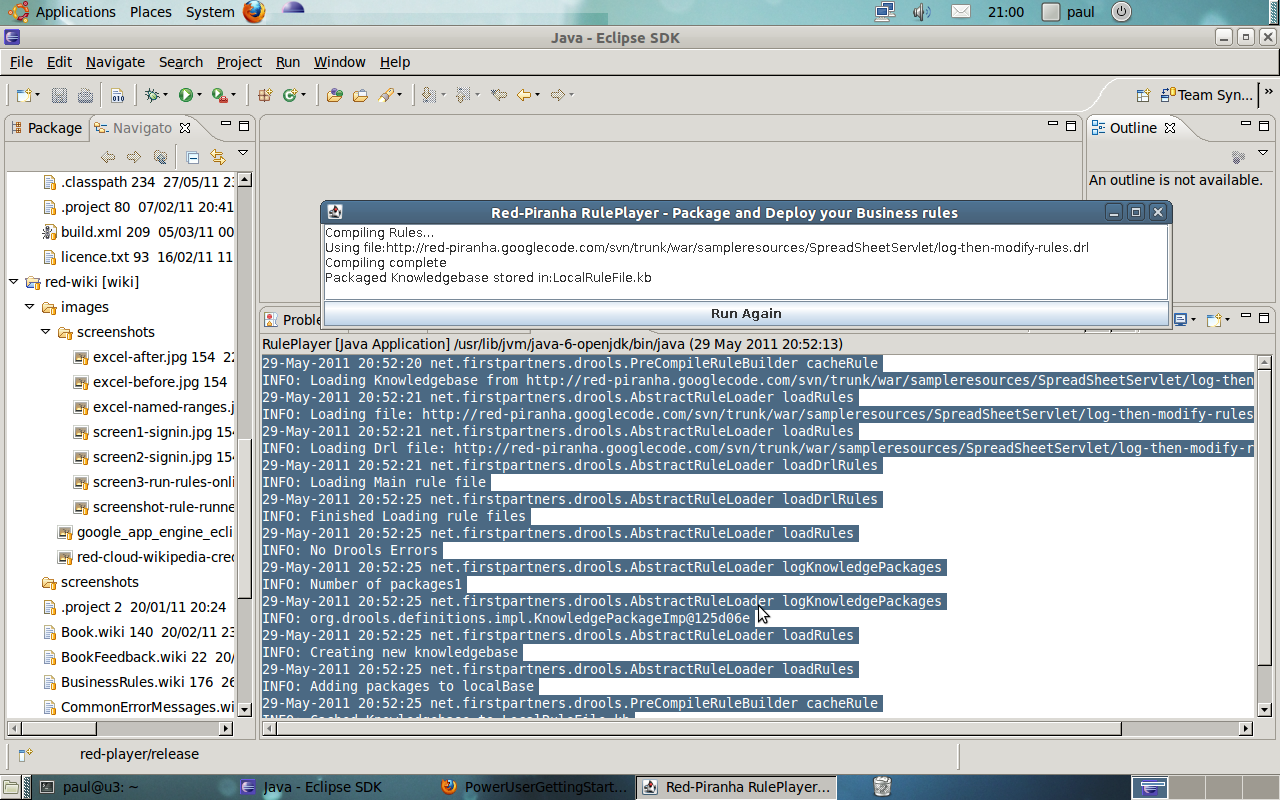 Applications Places System 21:00 paul
Java - Eclipse SDK
File Edit Navigate Search Project Run Window Help
010
Team Syn... »
Package Navigato
Outline
An outline is not available.
.classpath 234 27/05/11 2
.project 80 07/02/11 20:41
build.xml 209 05/03/11 00
licence.txt 93 16/02/11 11
red-wiki [wiki]
images
screenshots
excel-after.jpg 154 2
excel-before.jpg 154
excel-named-ranges.j
screen1-signin.jpg 15
screen2-signin.jpg 15
screen3-run-rules-onli
screenshot-rule-runne
google_app_engine_ecli
red-cloud-wikipedia-cre
screenshots
.project 2 20/01/11 20:24
Book.wiki 140 20/02/11 23
BookFeedback.wiki 22 20/
BusinessRules.wiki 176 26
CommonErrorMessages.wi
Red-Piranha RulePlayer - Package and Deploy your Business rules
Compiling Rules...
Using file:http://red-piranha.googlecode.com/svn/trunk/war/sampleresources/SpreadSheetServlet/log-then-modify-rules.drl
Compiling complete
Packaged Knowledgebase stored in:LocalRuleFile.kb
Run Again
Proble
RulePlayer [Java Application] /usr/lib/jvm/java-6-openjdk/bin/java (29 May 2011 20:52:13)
29-May-2011 20:52:20 net.firstpartners.drools.PreCompileRuleBuilder cacheRule
INFO: Loading Knowledgebase from http://red-piranha.googlecode.com/svn/trunk/war/sampleresources/SpreadSheetServlet/log-then
29-May-2011 20:52:21 net.firstpartners.drools.AbstractRuleLoader loadRules
INFO: Loading file: http://red-piranha.googlecode.com/svn/trunk/war/sampleresources/SpreadSheetServlet/log-then-modify-rules
29-May-2011 20:52:21 net.firstpartners.drools.AbstractRuleLoader loadRules
INFO: Loading Drl file: http://red-piranha.googlecode.com/svn/trunk/war/sampleresources/SpreadSheetServlet/log-then-modify-r
29-May-2011 20:52:21 net.firstpartners.drools.AbstractRuleLoader loadDrlRules
INFO: Loading Main rule file
29-May-2011 20:52:25 net.firstpartners.drools.AbstractRuleLoader loadDrlRules
INFO: Finished Loading rule files
29-May-2011 20:52:25 net.firstpartners.drools.AbstractRuleLoader loadRules
INFO: No Drools Errors
29-May-2011 20:52:25 net.firstpartners.drools.AbstractRuleLoader logKnowledgePackages
INFO: Number of packages1
29-May-2011 20:52:25 net.firstpartners.drools.AbstractRuleLoader logKnowledgePackages
INFO: org.drools.definitions.impl.KnowledgePackageImp@125d06e
29-May-2011 20:52:25 net.firstpartners.drools.AbstractRuleLoader loadRules
INFO: Creating new knowledgebase
29-May-2011 20:52:25 net.firstpartners.drools.AbstractRuleLoader loadRules
INFO: Adding packages to localBase
29-May-2011 20:52:25 net.firstpartners.drools.PreCompileRuleBuilder cacheRule
INFO: Cached Knowledgebase to LocalRuleFile.kb
red-player/release
paul@u3: ~ Java - Eclipse SDK PowerUserGettingStart... Red-Piranha RulePlayer...